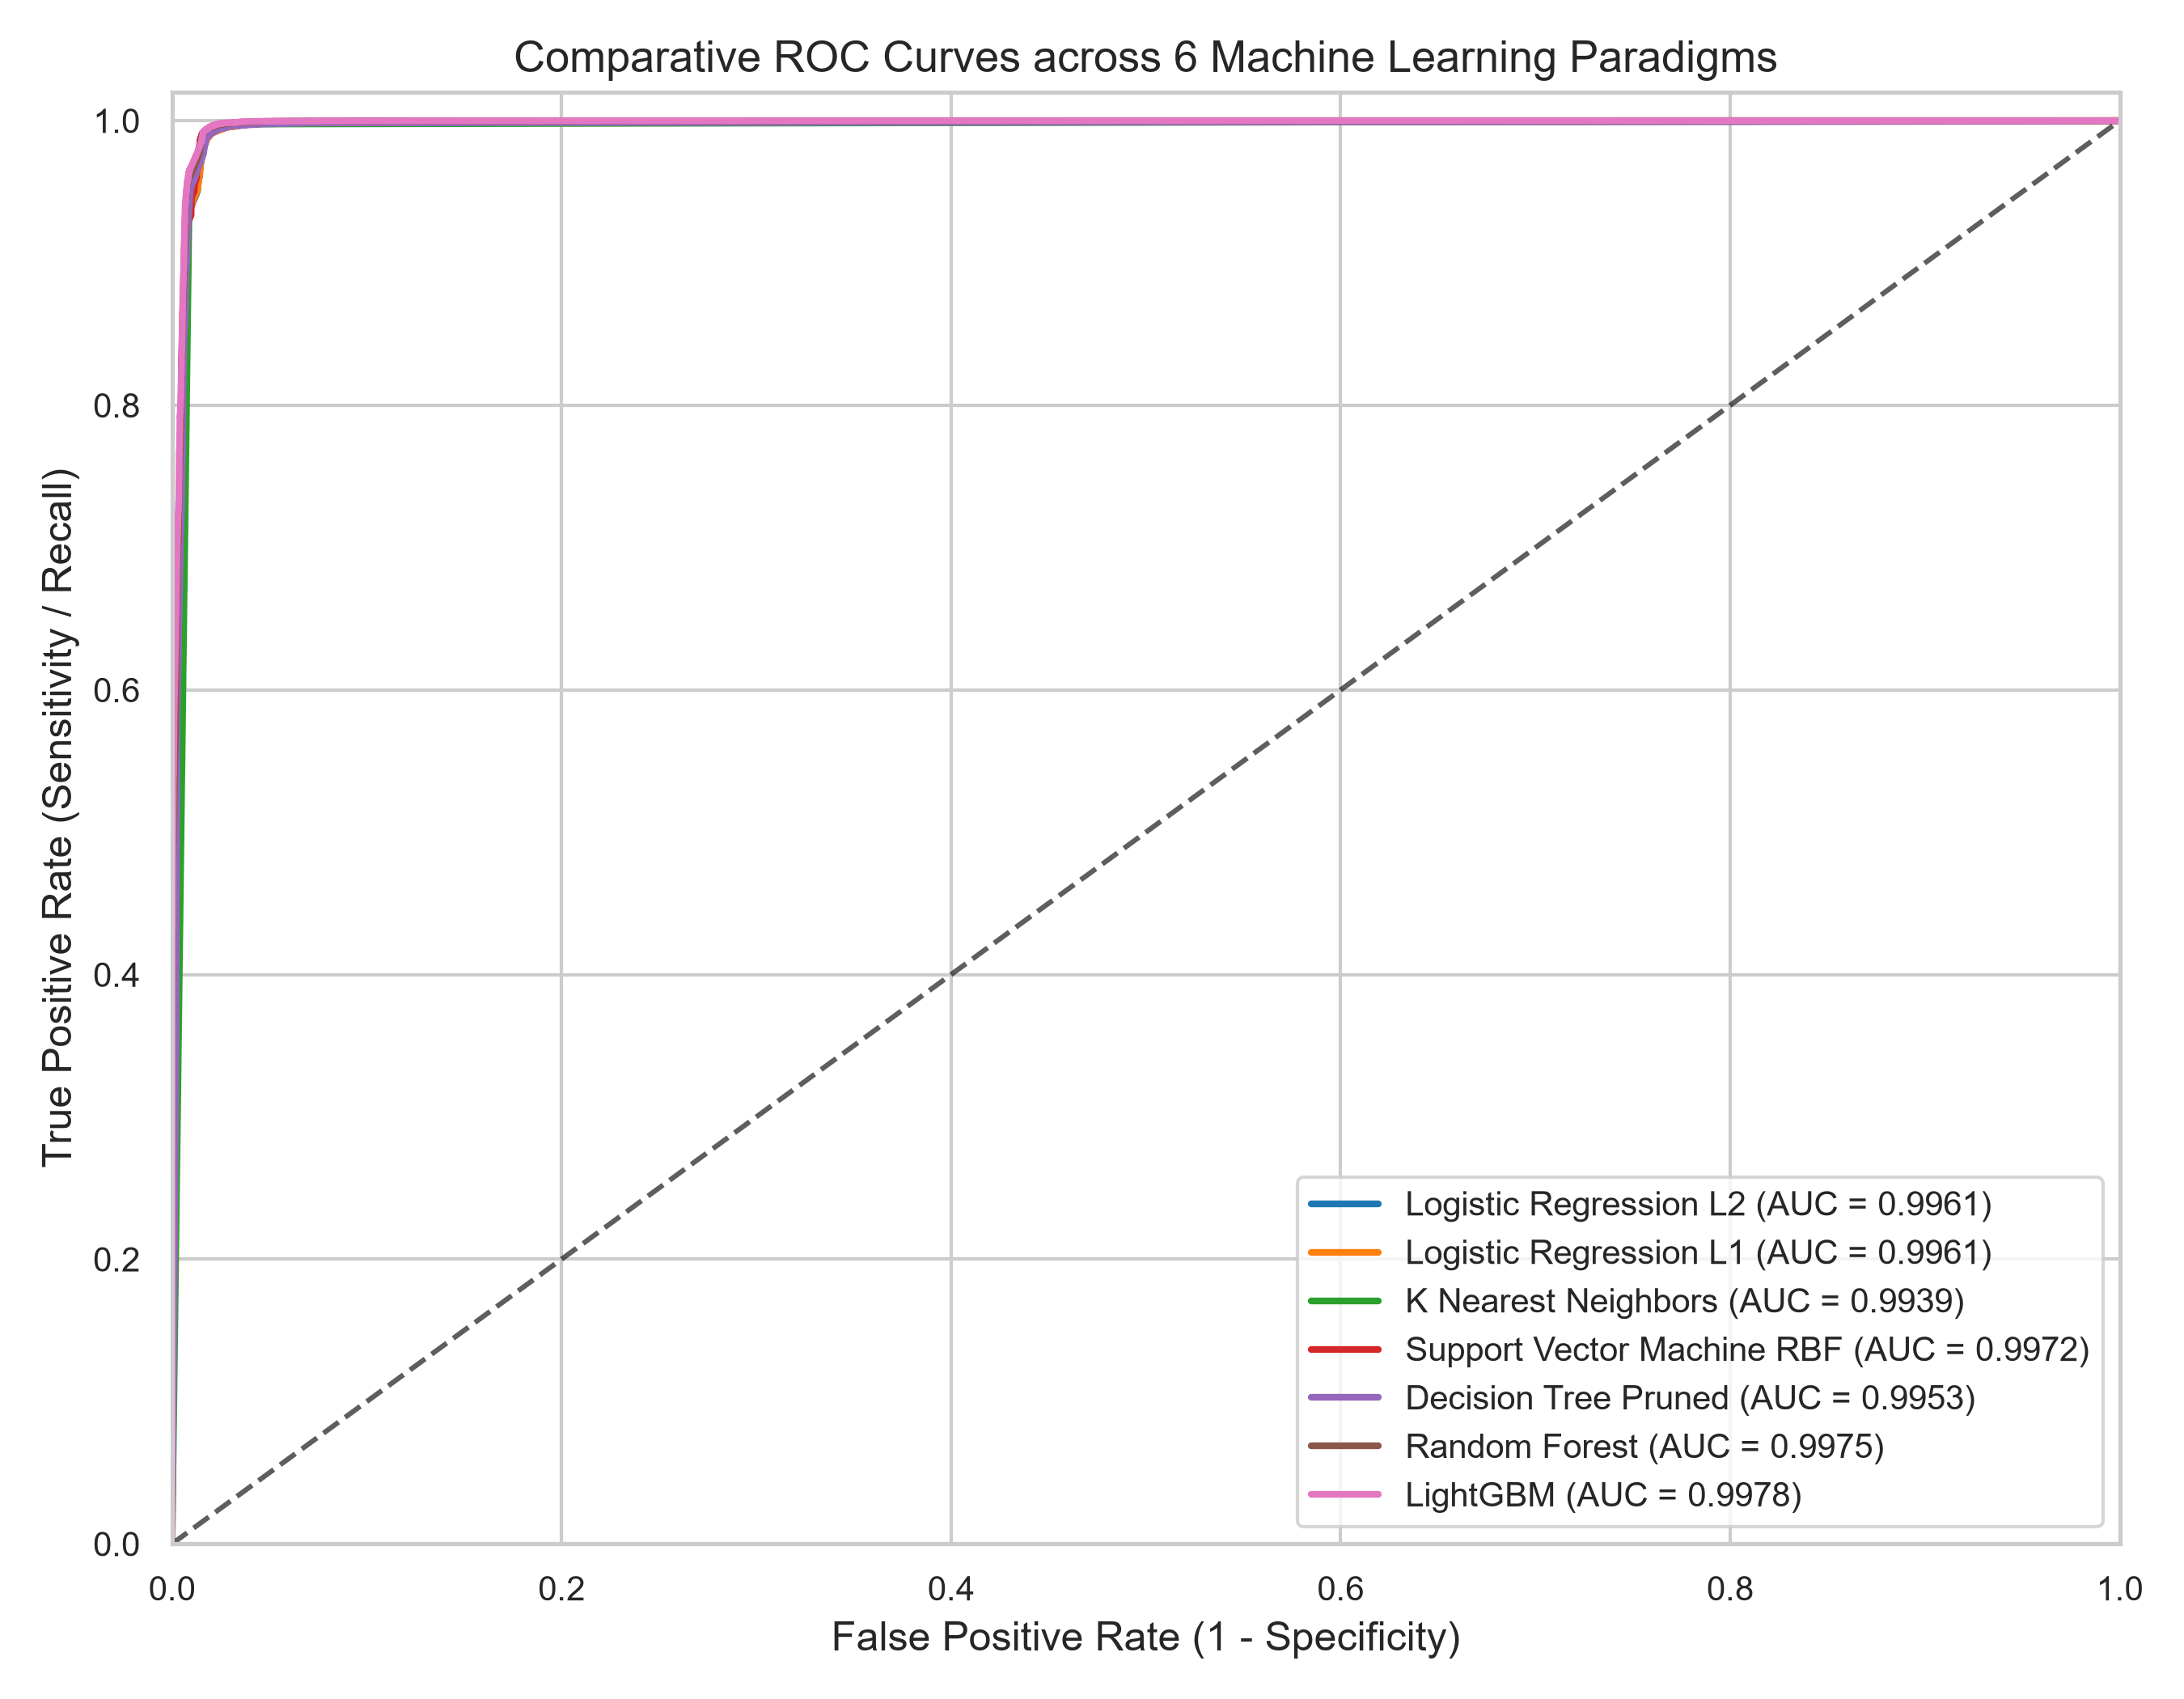 Comparative ROC Curves across 6 Machine Learning Paradigms
True Positive Rate (Sensitivity / Recall)
1.0
0.8
0.6
0.4
0.2
0.0
Logistic Regression L2 (AUC = 0.9961)
Logistic Regression L1 (AUC = 0.9961)
K Nearest Neighbors (AUC = 0.9939)
Support Vector Machine RBF (AUC = 0.9972)
Decision Tree Pruned (AUC = 0.9953)
Random Forest (AUC = 0.9975)
LightGBM (AUC = 0.9978)
0.0 0.2 0.4 0.6 0.8 1.0
False Positive Rate (1 - Specificity)